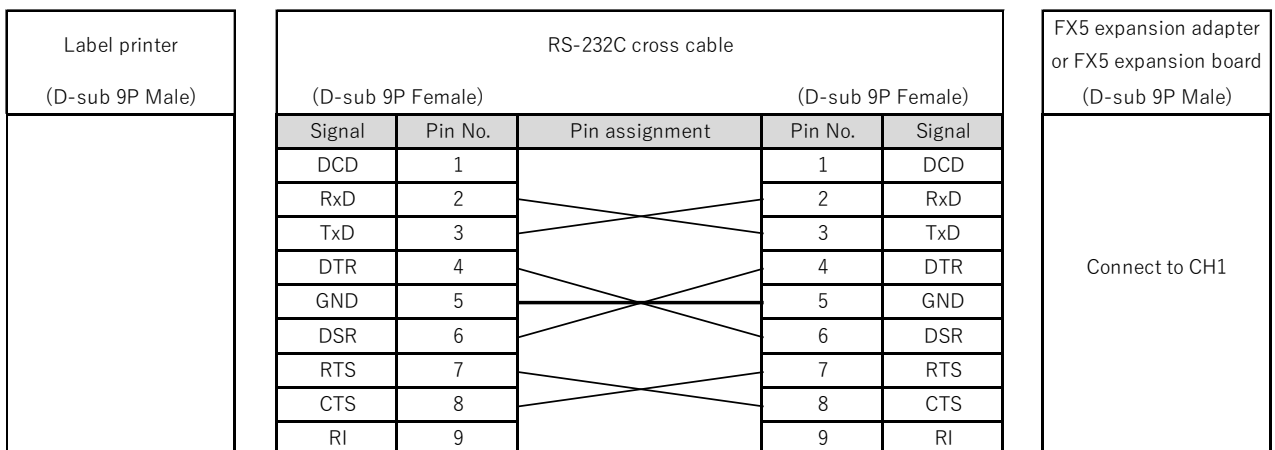 Label printer
(D-sub 9P Male)
RS-232C cross cable
(D-sub 9P Female) (D-sub 9P Female)
FX5 expansion adapter
or FX5 expansion board
(D-sub 9P Male)
Signal Pin No. Pin assignment Pin No. Signal
DCD 1 1 DCD
RxD 2 2 RxD
TxD 3 3 TxD
DTR 4 4 DTR
GND 5 5 GND
DSR 6 6 DSR
RTS 7 7 RTS
CTS 8 8 CTS
RI 9 9 RI
Connect to CH1